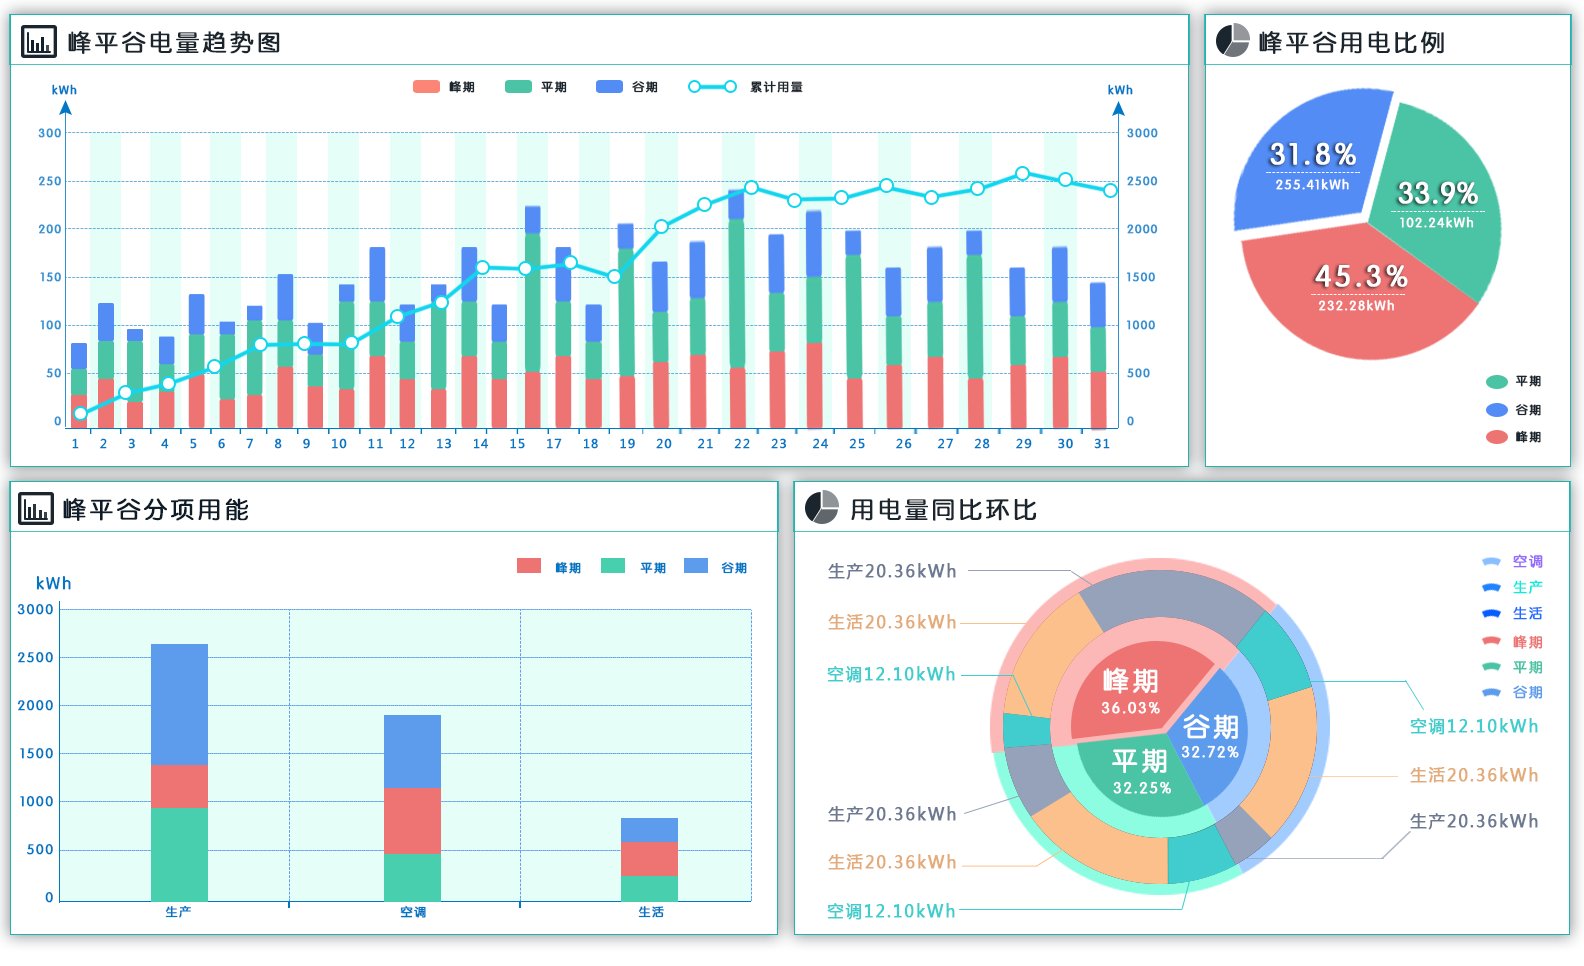 峰平谷电量趋势图
峰期 平期 谷期 累计用量
kWh kWh
300 3000
250 2500
200 2000
150 1500
100 1000
50 500
0 0
1 2 3 4 5 6 7 8 9 10 11 12 13 14 15 17 18 19 20 21 22 23 24 25 26 27 28 29 30 31
峰平谷用电比例
31.8%
255.41kWh
33.9%
102.24kWh
45.3%
232.28kWh
平期
谷期
峰期
峰平谷分项用能
峰期 平期 谷期
kWh
3000
2500
2000
1500
1000
500
0
生产 空调 生活
用电量同比环比
生产20.36kWh
生活20.36kWh
空调12.10kWh
生产20.36kWh
生活20.36kWh
空调12.10kWh
峰期
36.03%
谷期
32.72%
平期
32.25%
空调
生产
生活
峰期
平期
谷期
空调12.10kWh
生活20.36kWh
生产20.36kWh